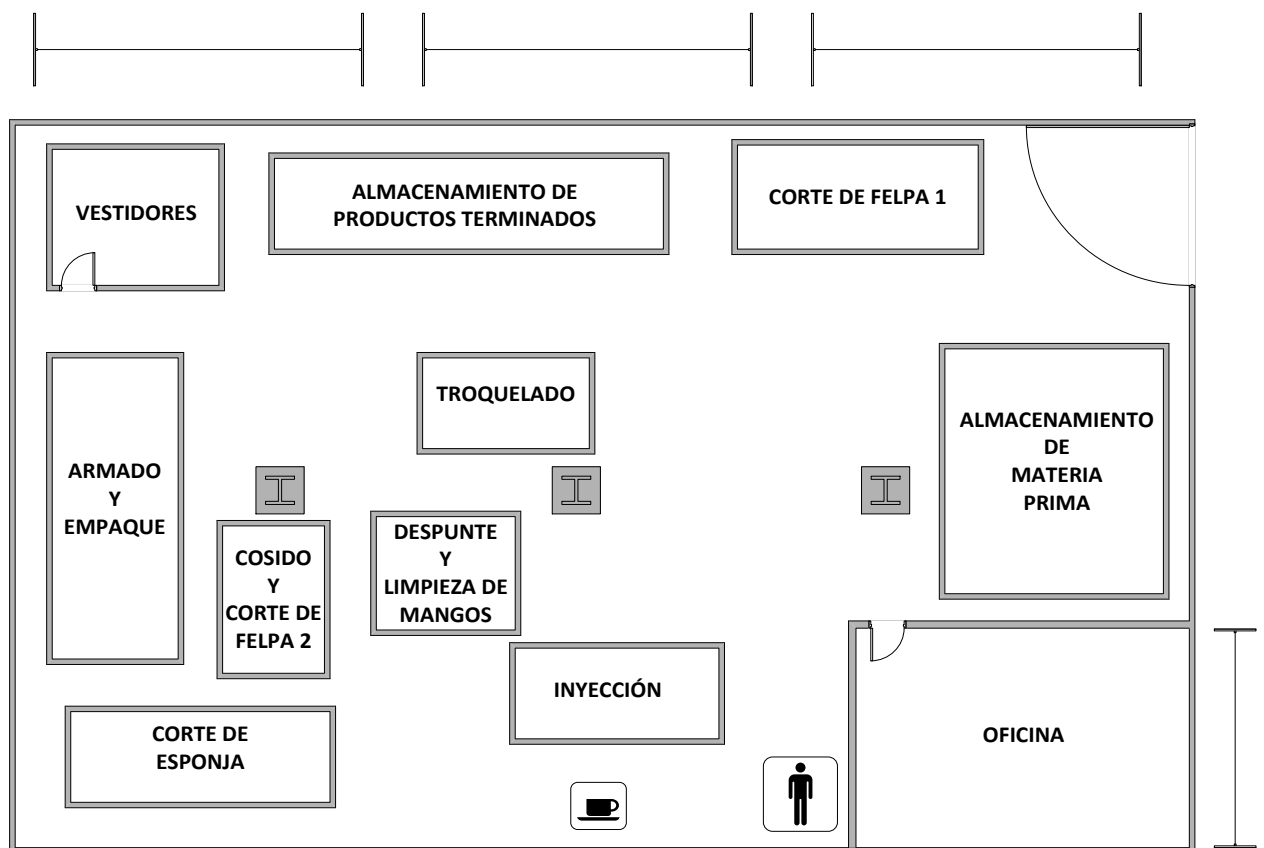 VESTIDORES
ALMACENAMIENTO DE
PRODUCTOS TERMINADOS
CORTE DE FELPA 1
TROQUELADO
ALMACENAMIENTO
DE
MATERIA
PRIMA
ARMADO
Y
EMPAQUE
COSIDO
Y
CORTE DE
FELPA 2
DESPUNTE
Y
LIMPIEZA DE
MANGOS
INYECCIÓN
CORTE DE
ESPONJA
OFICINA